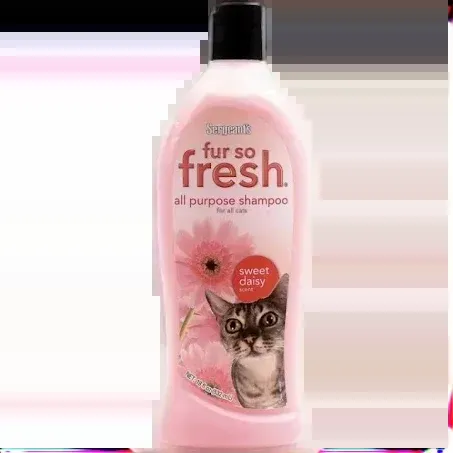 Sergeant's
fur so
fresh®
all purpose shampoo
for all cats
sweet
daisy
scent